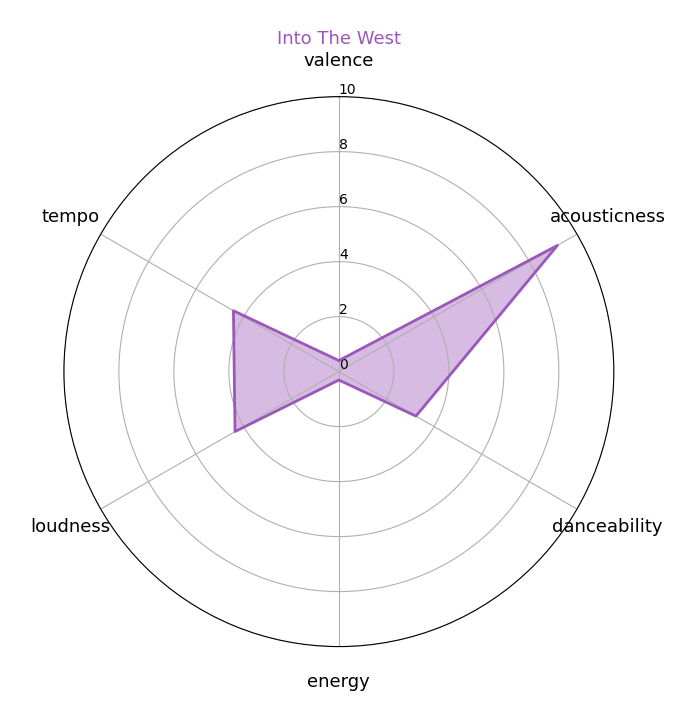 Into The West
valence
10
8
6
4
2
0
tempo
acousticness
loudness
danceability
energy